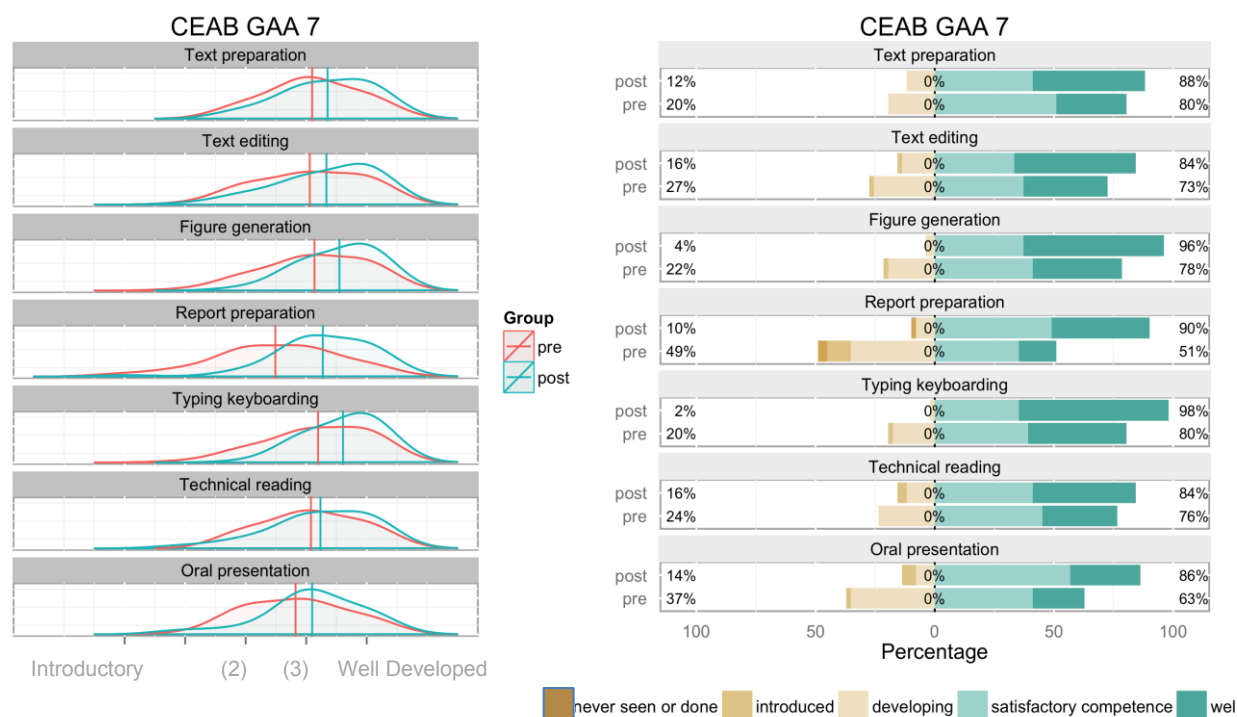 CEAB GAA 7
Text preparation
Text editing
Figure generation
Report preparation
Typing keyboarding
Technical reading
Oral presentation
Introductory (2) (3) Well Developed
Group
pre
post
CEAB GAA 7
Text preparation
post 12% 0% 88%
pre 20% 0% 80%
Text editing
post 16% 0% 84%
pre 27% 0% 73%
Figure generation
post 4% 0% 96%
pre 22% 0% 78%
Report preparation
post 10% 0% 90%
pre 49% 0% 51%
Typing keyboarding
post 2% 0% 98%
pre 20% 0% 80%
Technical reading
post 16% 0% 84%
pre 24% 0% 76%
Oral presentation
post 14% 0% 86%
pre 37% 0% 63%
100 50 0 50 100
Percentage
never seen or done introduced developing satisfactory competence wel